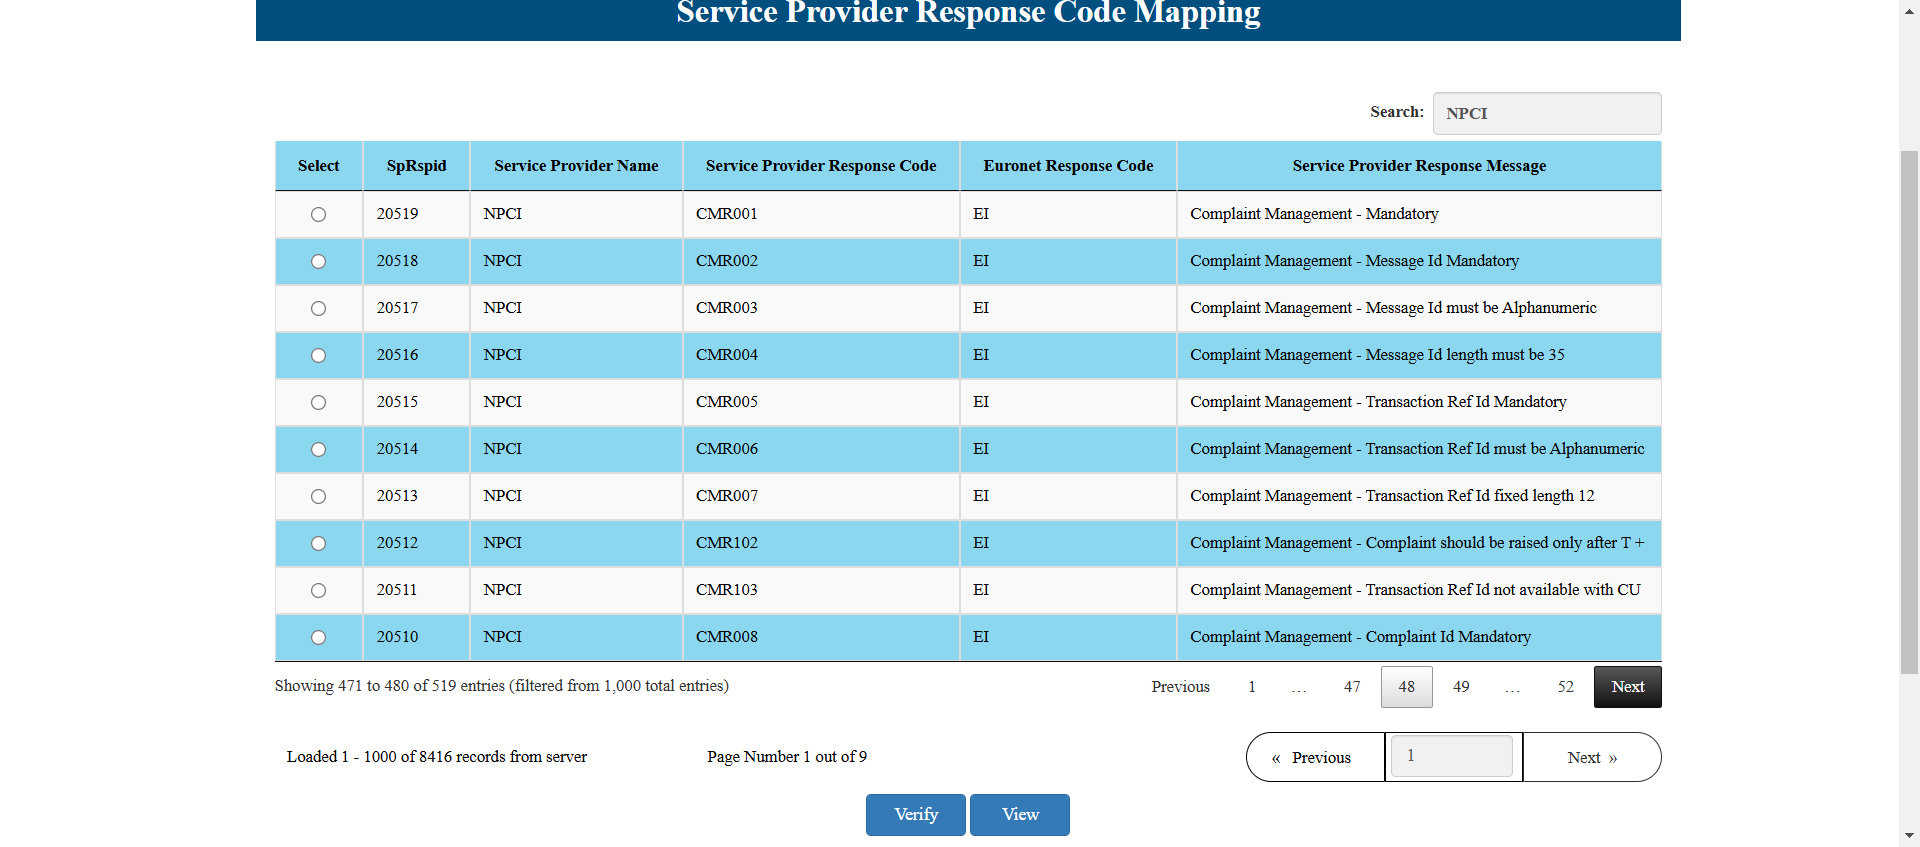 Service Provider Response Code Mapping
Search: NPCI
Select SpRspid Service Provider Name Service Provider Response Code Euronet Response Code Service Provider Response Message
20519 NPCI CMR001 EI Complaint Management - Mandatory
20518 NPCI CMR002 EI Complaint Management - Message Id Mandatory
20517 NPCI CMR003 EI Complaint Management - Message Id must be Alphanumeric
20516 NPCI CMR004 EI Complaint Management - Message Id length must be 35
20515 NPCI CMR005 EI Complaint Management - Transaction Ref Id Mandatory
20514 NPCI CMR006 EI Complaint Management - Transaction Ref Id must be Alphanumeric
20513 NPCI CMR007 EI Complaint Management - Transaction Ref Id fixed length 12
20512 NPCI CMR102 EI Complaint Management - Complaint should be raised only after T +
20511 NPCI CMR103 EI Complaint Management - Transaction Ref Id not available with CU
20510 NPCI CMR008 EI Complaint Management - Complaint Id Mandatory
Showing 471 to 480 of 519 entries (filtered from 1,000 total entries) Previous 1 … 47 48 49 … 52 Next
Loaded 1 - 1000 of 8416 records from server Page Number 1 out of 9 « Previous 1 Next »
Verify View